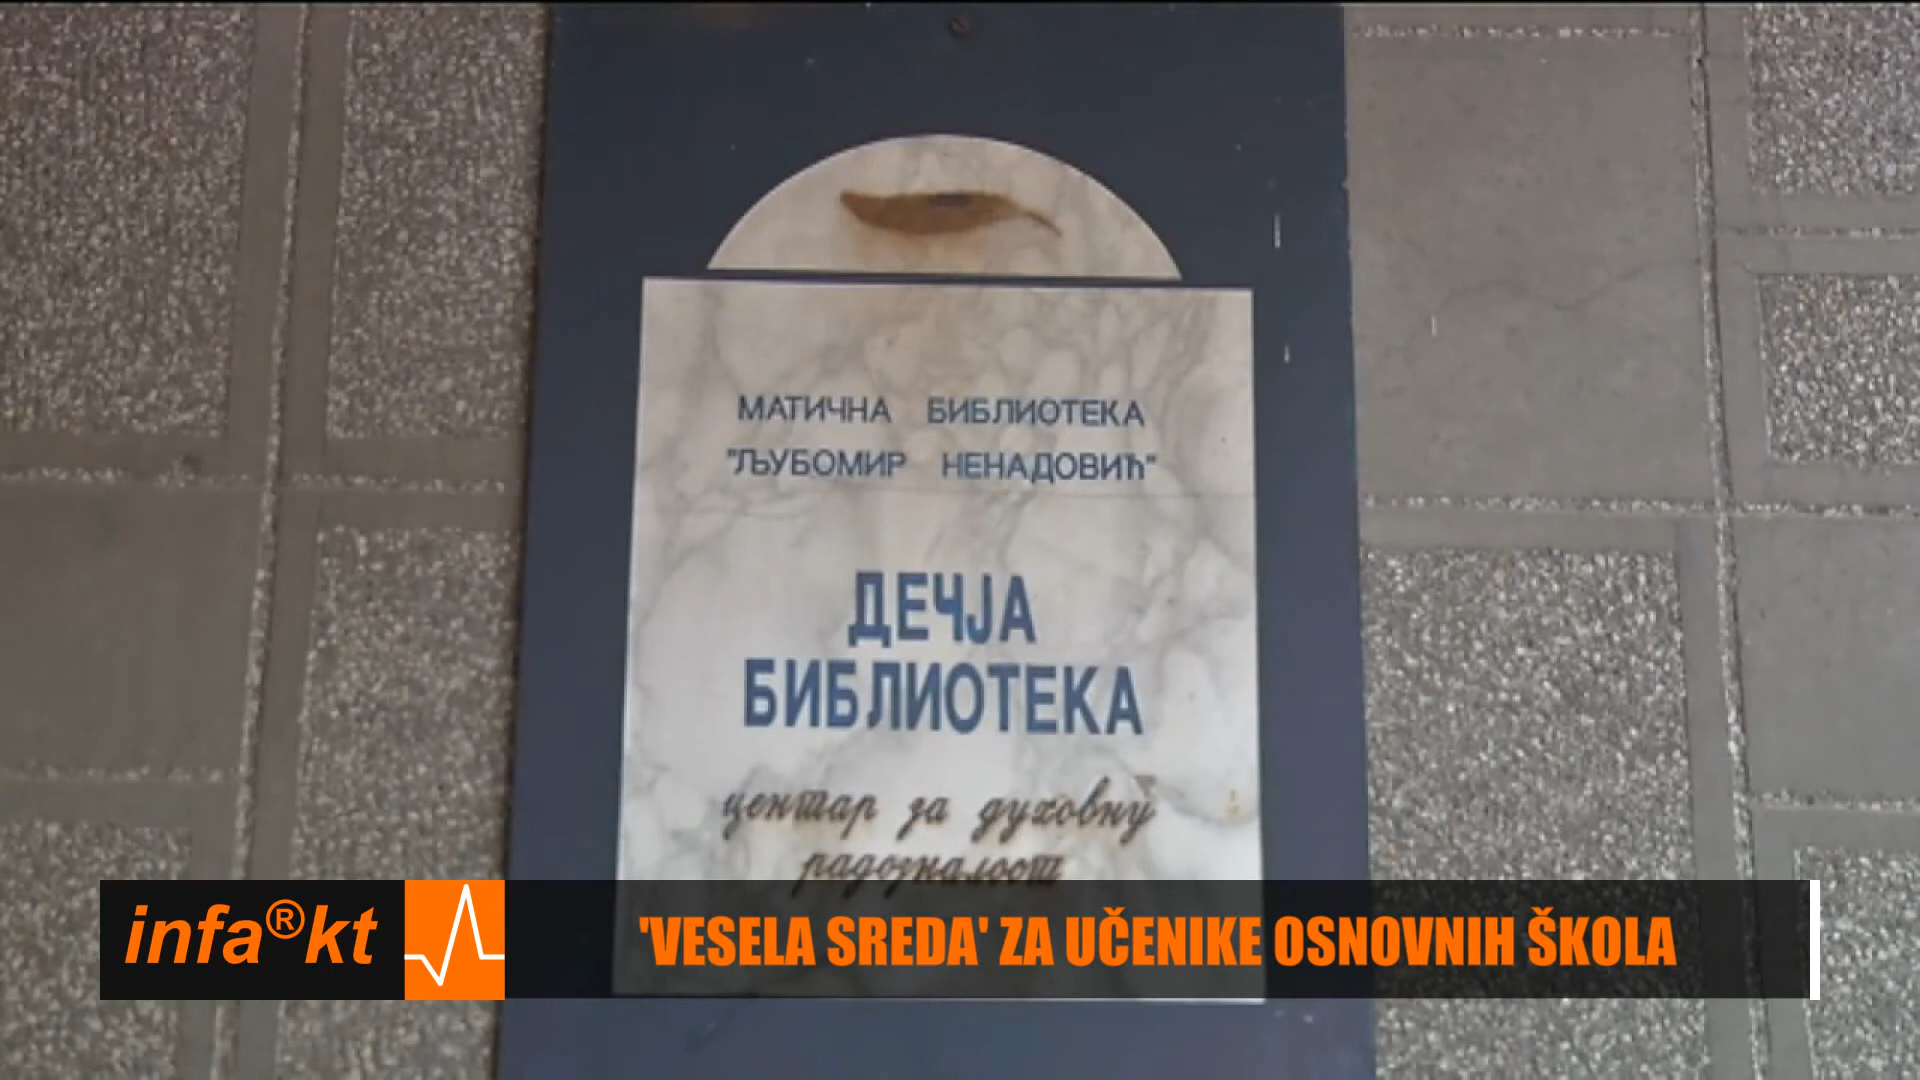 МАТИЧНА БИБЛИОТЕКА
"ЉУБОМИР НЕНАДОВИЋ"
ДЕЧЈА
БИБЛИОТЕКА
центар за духовну
радозналост
infa®kt
'VESELA SREDA' ZA UČENIKE OSNOVNIH ŠKOLA